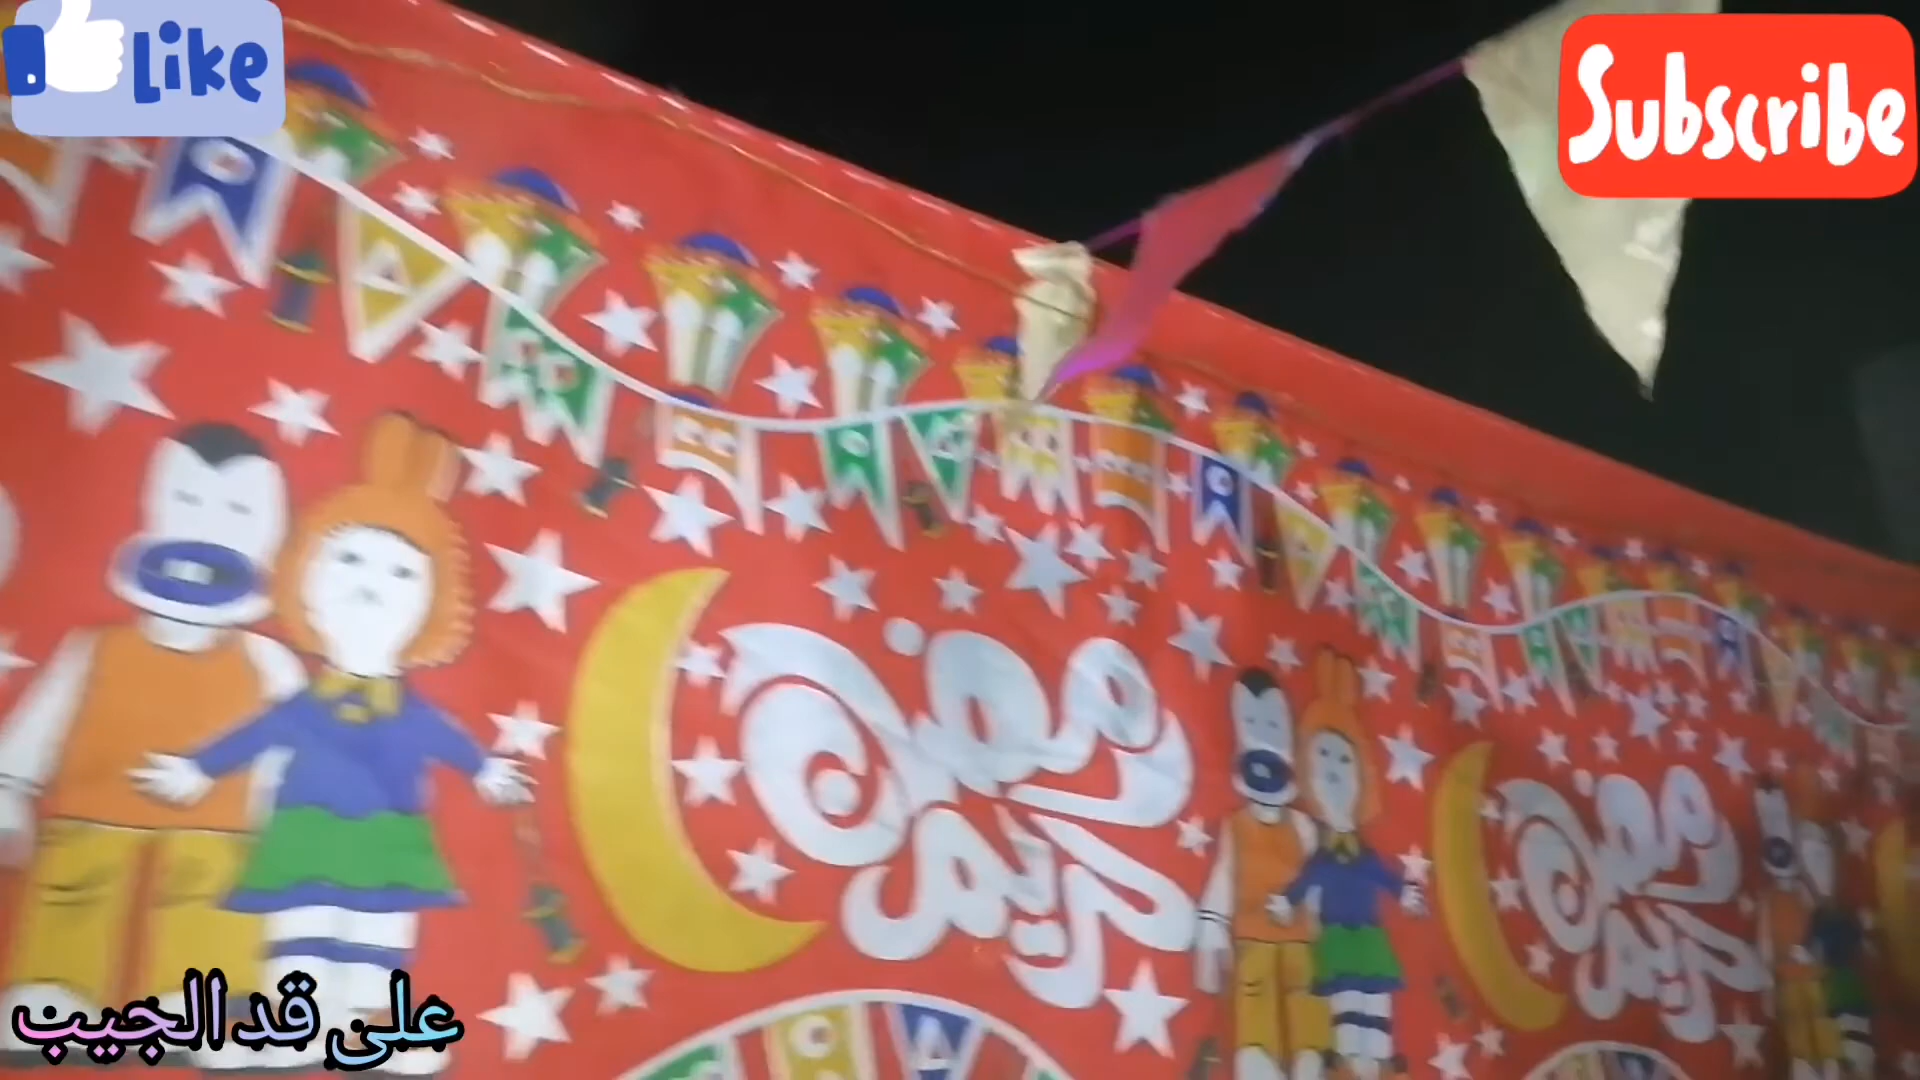 Like
Subscribe
رمضان
كريم
رمضان
كريم
على قد الجيب